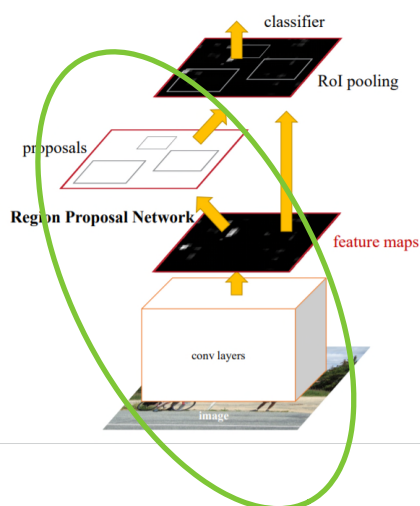 classifier
RoI pooling
proposals
Region Proposal Network
feature maps
conv layers
image